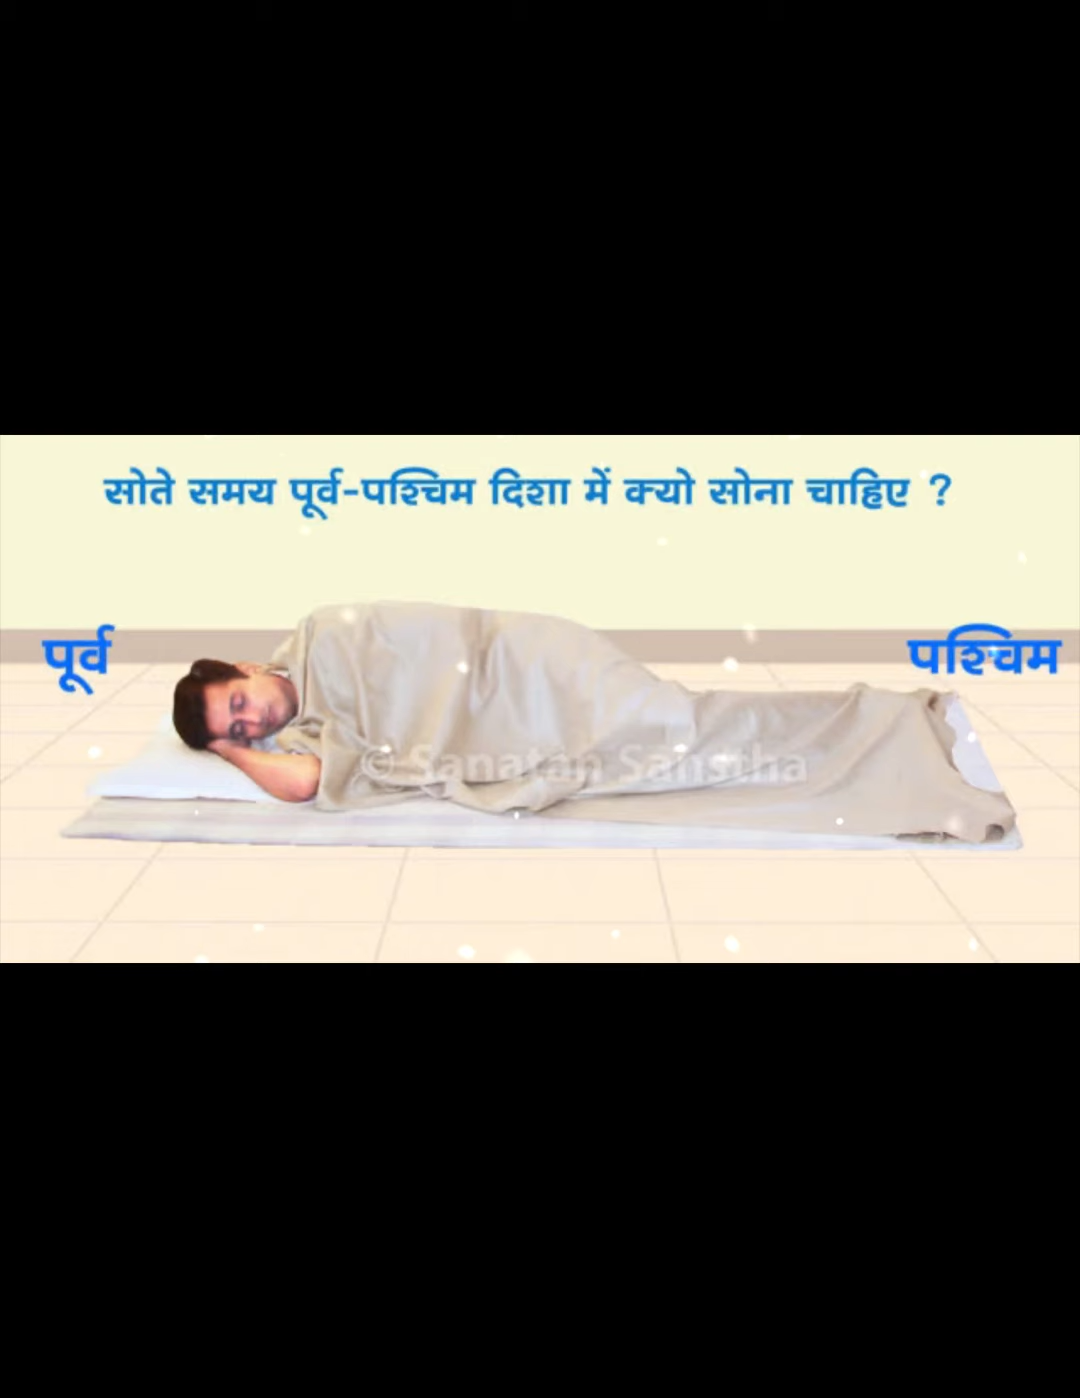 सोते समय पूर्व-पश्चिम दिशा में क्यो सोना चाहिए ?
पूर्व
पश्चिम
© Sanatan Sanstha